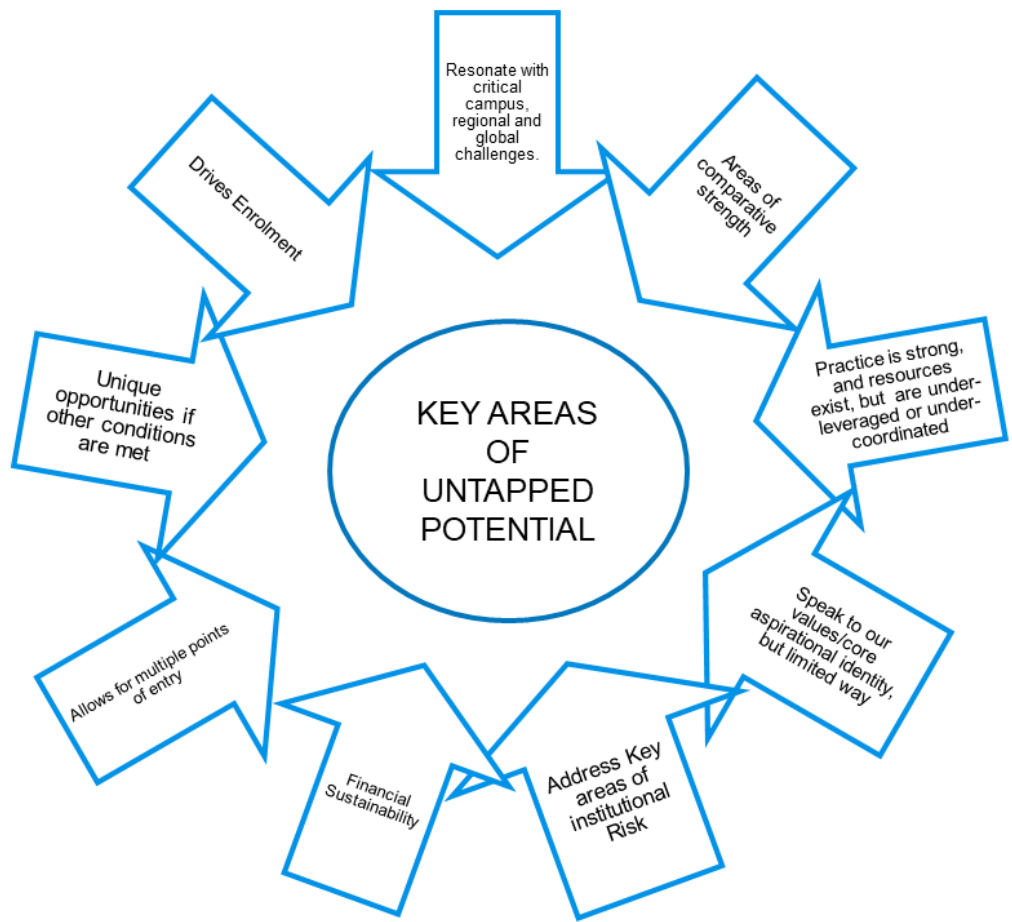 Resonate with
critical
campus,
regional and
global
challenges.
Areas of
comparative
strength
Practice is strong,
and resources
exist, but are under-
leveraged or under-
coordinated
Speak to our
values/core
aspirational identity,
but limited way
Address Key
areas of
institutional
Risk
Financial
Sustainability
Allows for multiple points
of entry
Unique
opportunities if
other conditions
are met
Drives Enrolment
KEY AREAS
OF
UNTAPPED
POTENTIAL